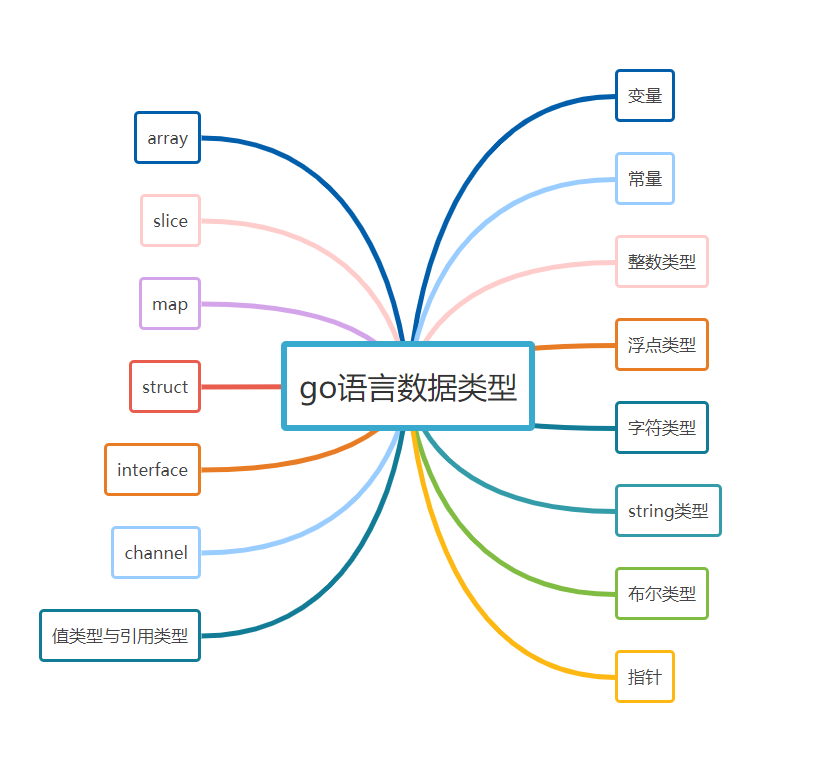 go语言数据类型
变量
常量
整数类型
浮点类型
字符类型
string类型
布尔类型
指针
array
slice
map
struct
interface
channel
值类型与引用类型